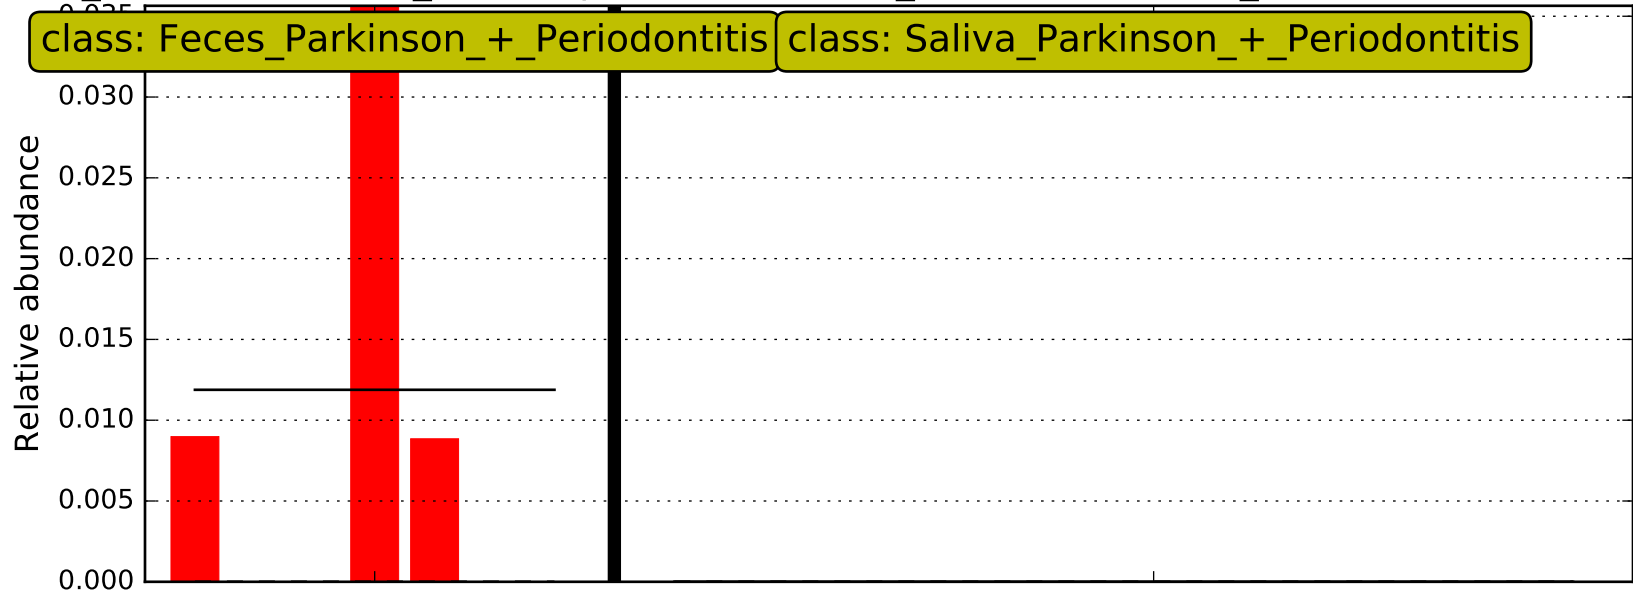 class: Feces_Parkinson_+_Periodontitis
class: Saliva_Parkinson_+_Periodontitis
0.030
0.025
0.020
0.015
0.010
0.005
0.000
Relative abundance